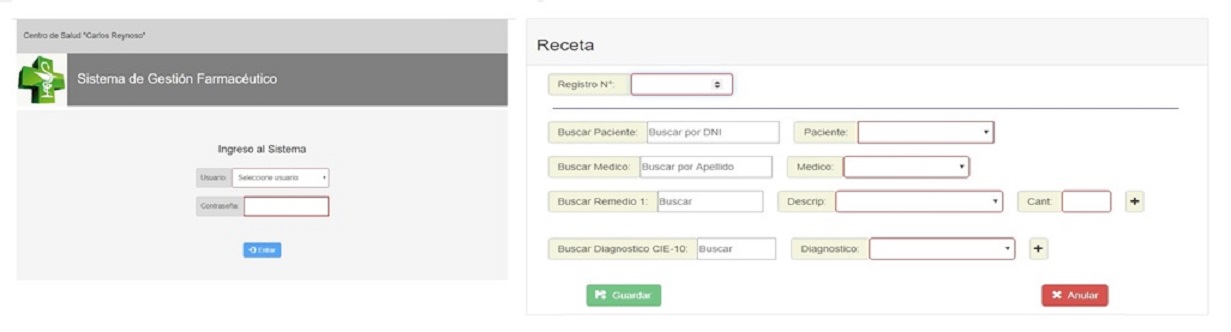 Centro de Salud "Carlos Reynoso"
Sistema de Gestión Farmacéutico
Ingreso al Sistema
Usuario: Seleccione usuario
Contraseña:
Entrar
Receta
Registro N°:
Buscar Paciente: Buscar por DNI Paciente:
Buscar Medico: Buscar por Apellido Medico:
Buscar Remedio 1: Buscar Descrip: Cant:
Buscar Diagnostico CIE-10: Buscar Diagnostico:
Guardar Anular